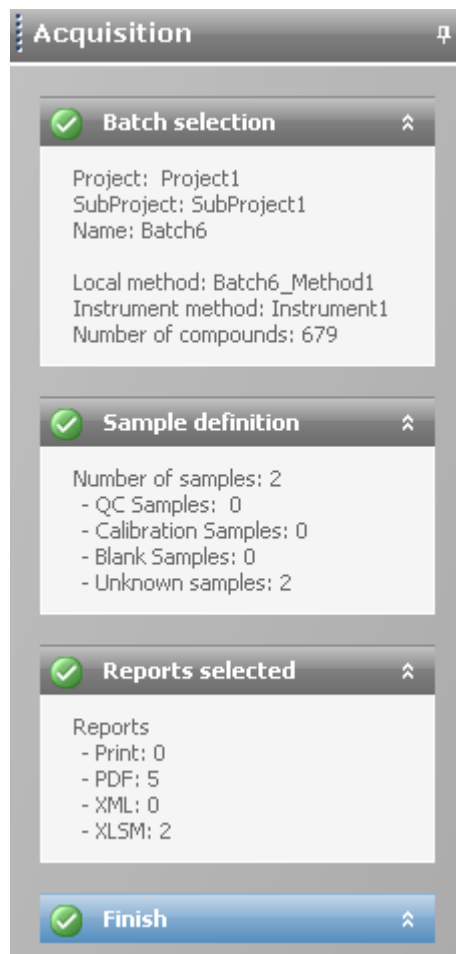 Acquisition
Batch selection
Project: Project1
SubProject: SubProject1
Name: Batch6
Local method: Batch6_Method1
Instrument method: Instrument1
Number of compounds: 679
Sample definition
Number of samples: 2
- QC Samples: 0
- Calibration Samples: 0
- Blank Samples: 0
- Unknown samples: 2
Reports selected
Reports
- Print: 0
- PDF: 5
- XML: 0
- XLSM: 2
Finish